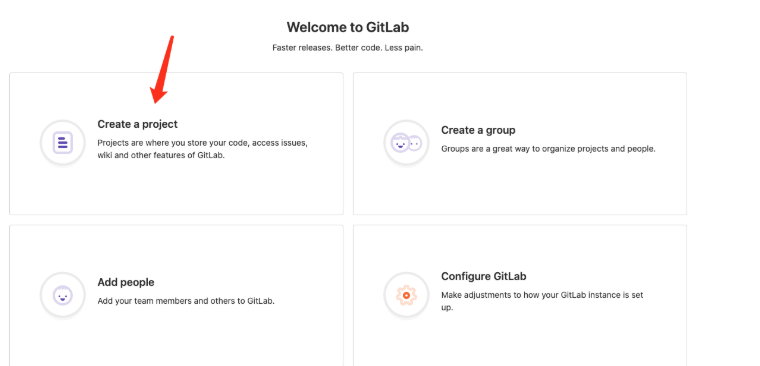 Welcome to GitLab
Faster releases. Better code. Less pain.
Create a project
Projects are where you store your code, access issues,
wiki and other features of GitLab.
Create a group
Groups are a great way to organize projects and people.
Add people
Add your team members and others to GitLab.
Configure GitLab
Make adjustments to how your GitLab instance is set
up.